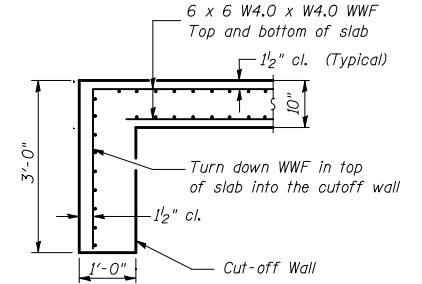 6 x 6 W4.0 x W4.0 WWF
Top and bottom of slab
1½" cl. (Typical)
10"
3'-0"
Turn down WWF in top
of slab into the cutoff wall
1½" cl.
1'-0"
Cut-off Wall